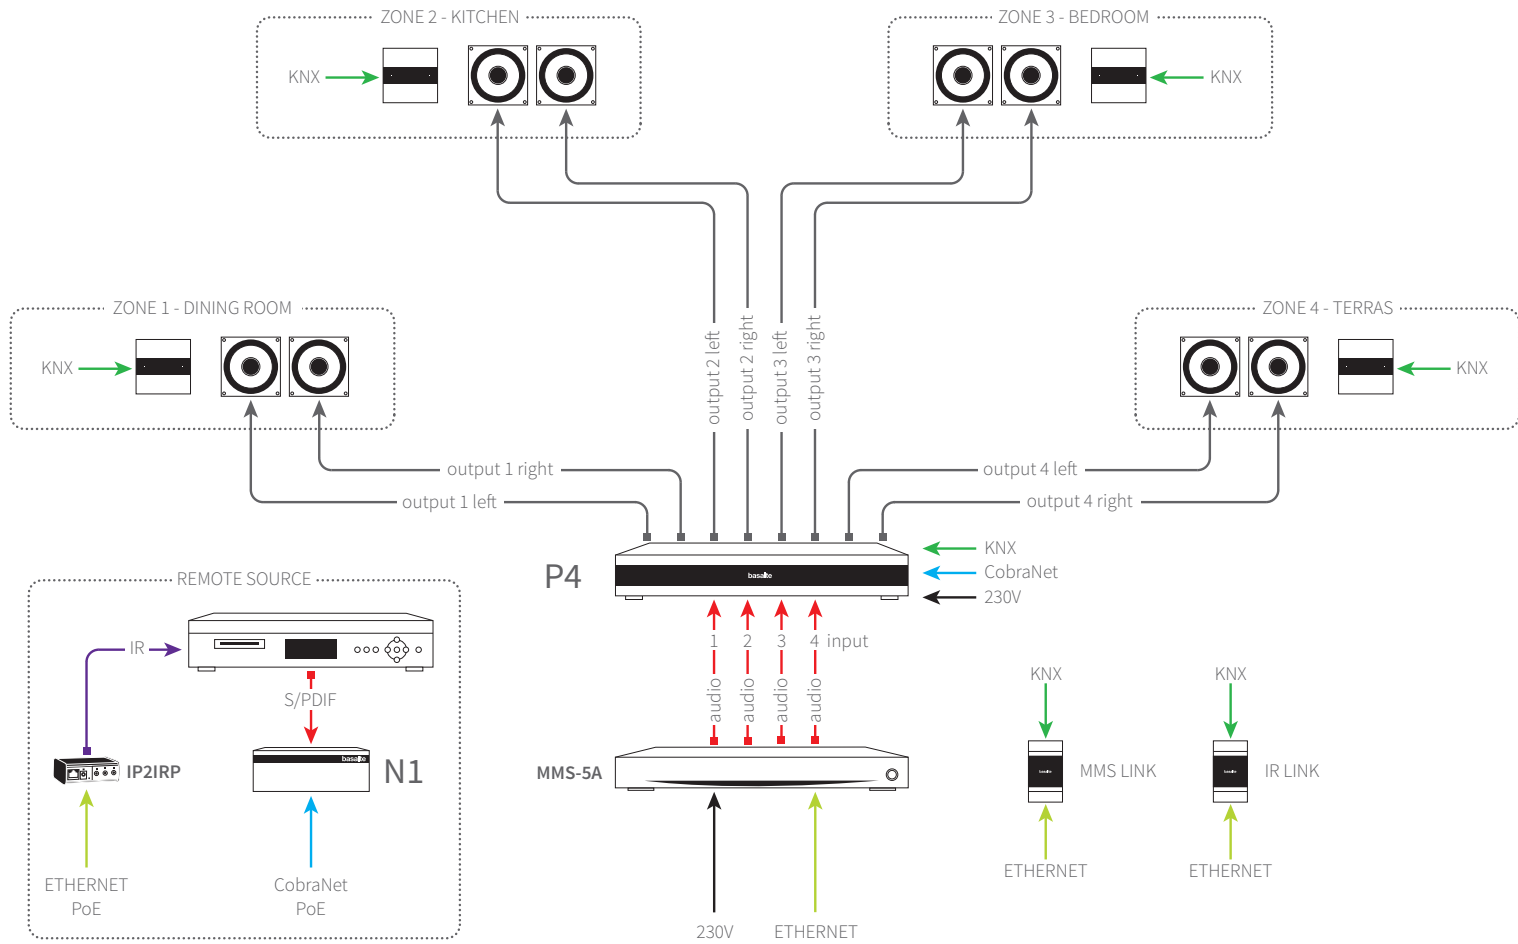 ZONE 2 - KITCHEN
KNX
ZONE 3 - BEDROOM
KNX
ZONE 1 - DINING ROOM
KNX
ZONE 4 - TERRAS
KNX
output 2 left
output 2 right
output 3 left
output 3 right
output 1 right
output 1 left
output 4 left
output 4 right
P4
basalte
KNX
CobraNet
230V
1 2 3 4 input
audio audio audio audio
MMS-5A
230V
ETHERNET
REMOTE SOURCE
IR
S/PDIF
IP2IRP
basalte
N1
ETHERNET
PoE
CobraNet
PoE
KNX
basalte
MMS LINK
ETHERNET
KNX
basalte
IR LINK
ETHERNET